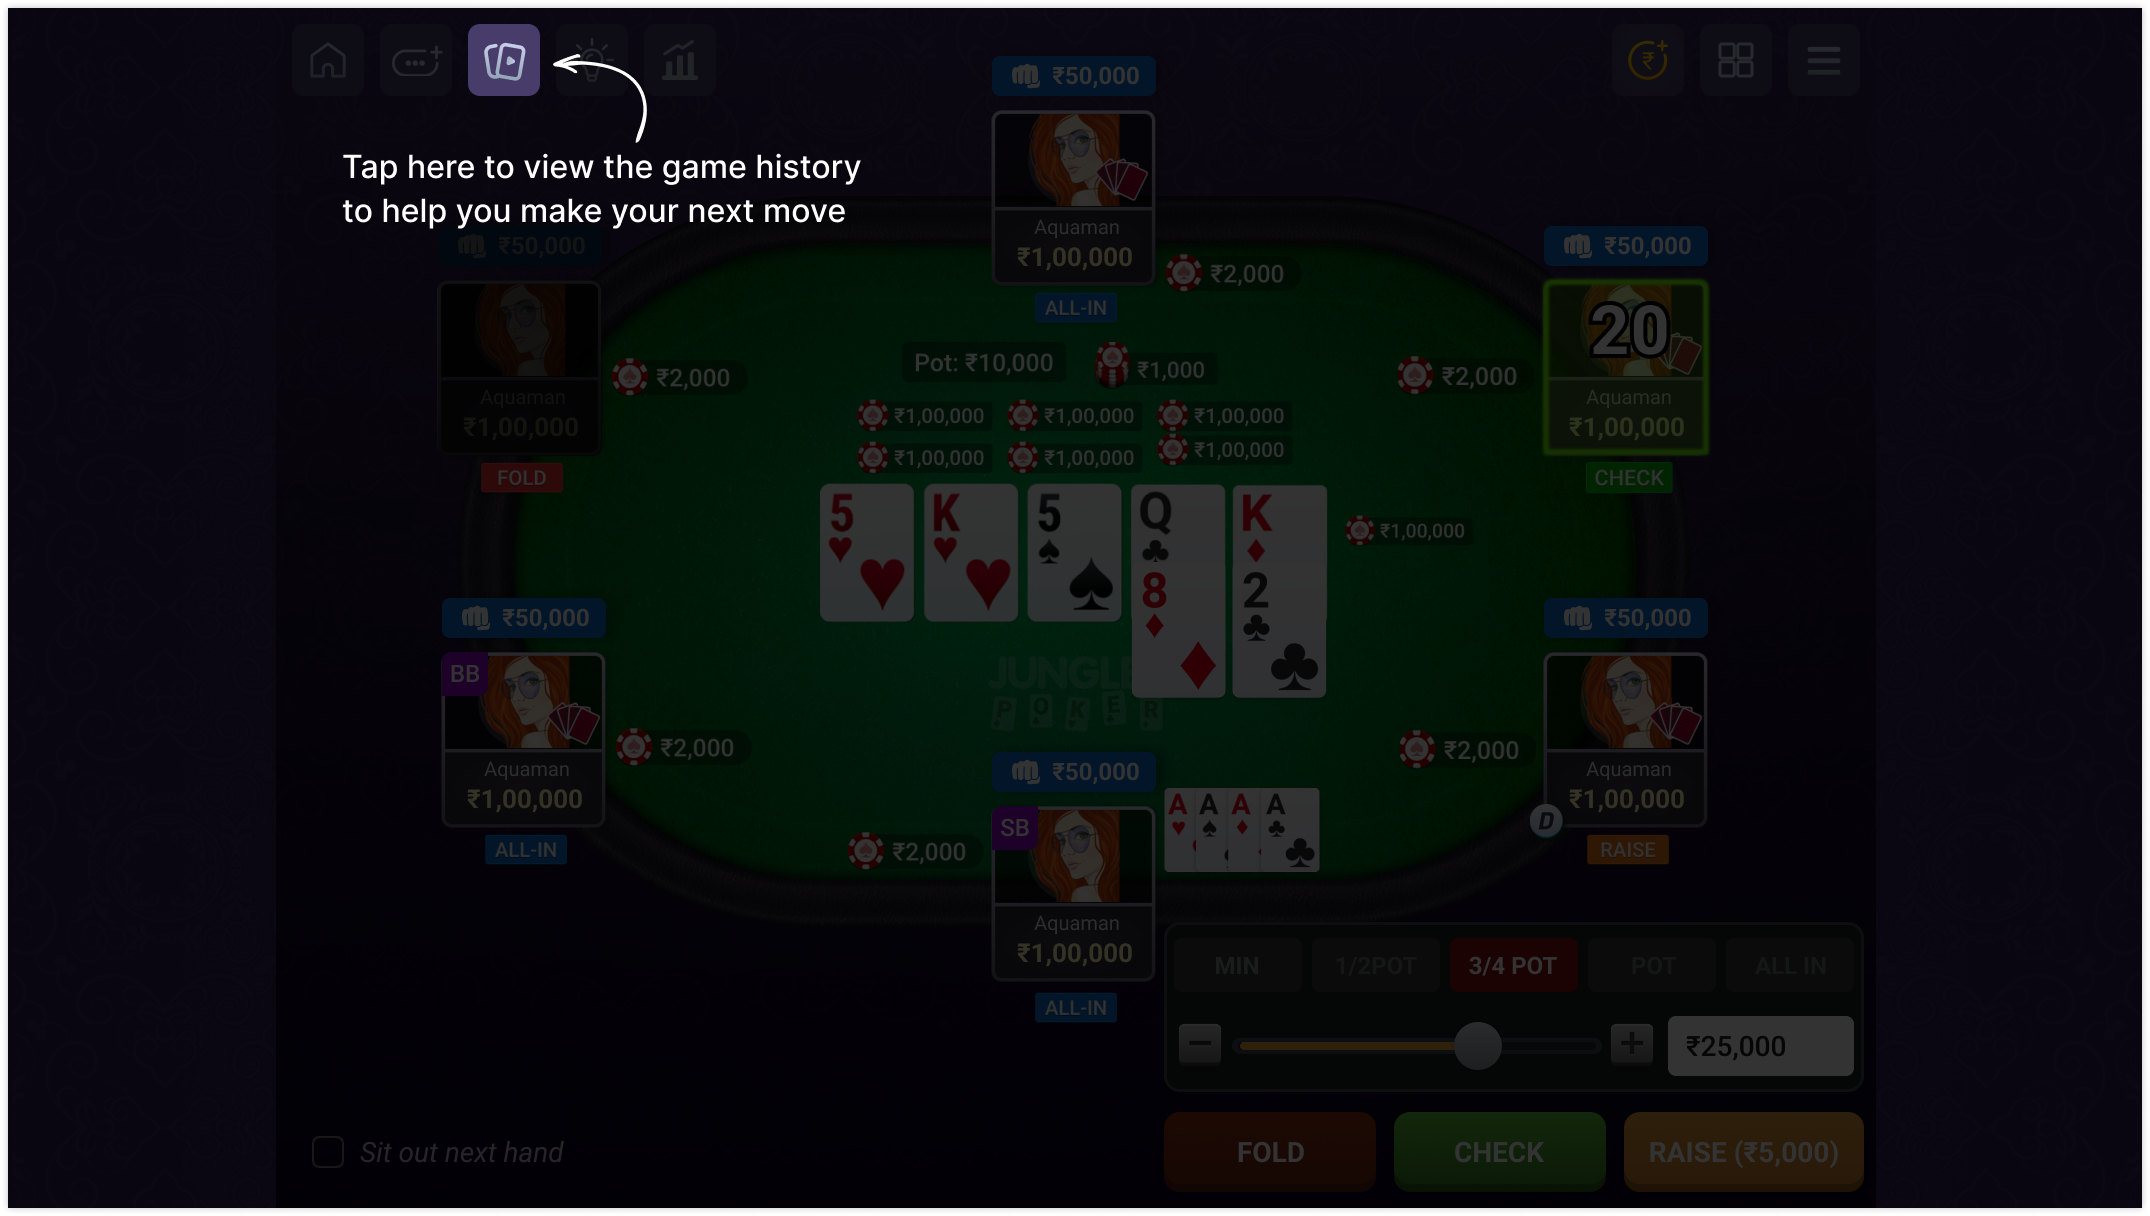 ₹50,000
Tap here to view the game history
to help you make your next move
Aquaman
₹1,00,000
₹2,000
ALL-IN
₹50,000
Aquaman
₹1,00,000
FOLD
₹2,000
₹50,000
20
Aquaman
₹1,00,000
CHECK
₹2,000
Pot: ₹10,000
₹1,000
₹1,00,000 ₹1,00,000 ₹1,00,000
₹1,00,000 ₹1,00,000 ₹1,00,000
5 K 5 Q K
₹1,00,000
8 2
JUNGLE
POKER
₹50,000
BB
Aquaman
₹1,00,000
ALL-IN
₹2,000
₹50,000
SB
Aquaman
₹1,00,000
ALL-IN
₹2,000
A A A A
₹50,000
Aquaman
₹1,00,000
D
RAISE
₹2,000
MIN 1/2POT 3/4 POT POT ALL IN
₹25,000
Sit out next hand
FOLD CHECK RAISE (₹5,000)